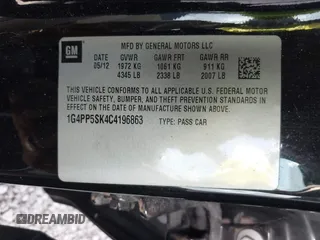 GM
MFD BY GENERAL MOTORS LLC
DATE GVWR GAWR FRT GAWR RR
05/12 1972 KG 1061 KG 911 KG
4345 LB 2338 LB 2007 LB
THIS VEHICLE CONFORMS TO ALL APPLICABLE U.S. FEDERAL MOTOR
VEHICLE SAFETY, BUMPER, AND THEFT PREVENTION STANDARDS IN
EFFECT ON THE DATE OF MANUFACTURE SHOWN ABOVE.
1G4PP5SK4C4196863 TYPE: PASS CAR
DREAMBID